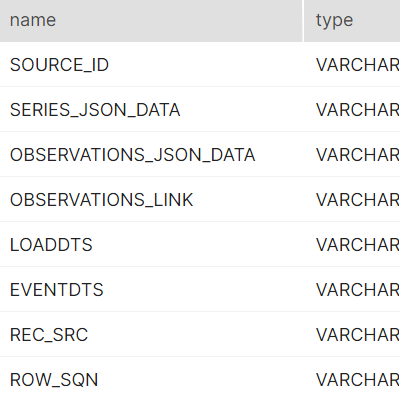 name type
SOURCE_ID VARCHAR
SERIES_JSON_DATA VARCHAR
OBSERVATIONS_JSON_DATA VARCHAR
OBSERVATIONS_LINK VARCHAR
LOADDTS VARCHAR
EVENTDTS VARCHAR
REC_SRC VARCHAR
ROW_SQN VARCHAR